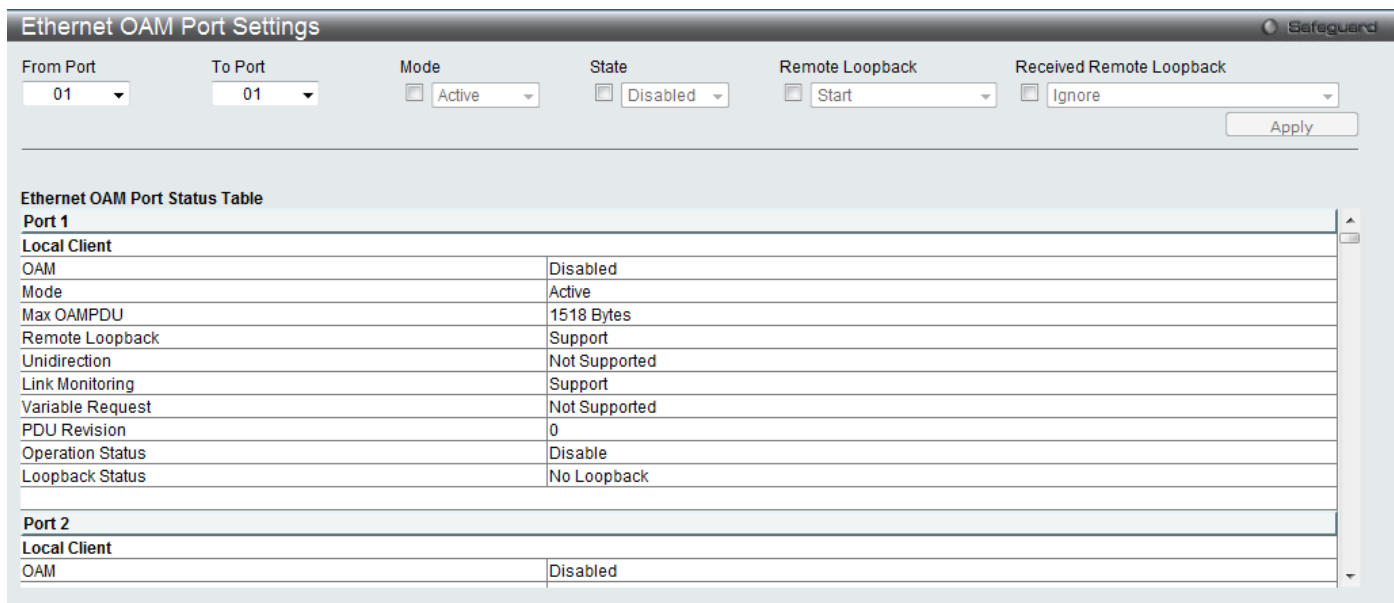 Ethernet OAM Port Settings Safeguard
From Port To Port Mode State Remote Loopback Received Remote Loopback
01 01 Active Disabled Start Ignore
Apply
Ethernet OAM Port Status Table
Port 1
Local Client
OAM Disabled
Mode Active
Max OAMPDU 1518 Bytes
Remote Loopback Support
Unidirection Not Supported
Link Monitoring Support
Variable Request Not Supported
PDU Revision 0
Operation Status Disable
Loopback Status No Loopback
Port 2
Local Client
OAM Disabled